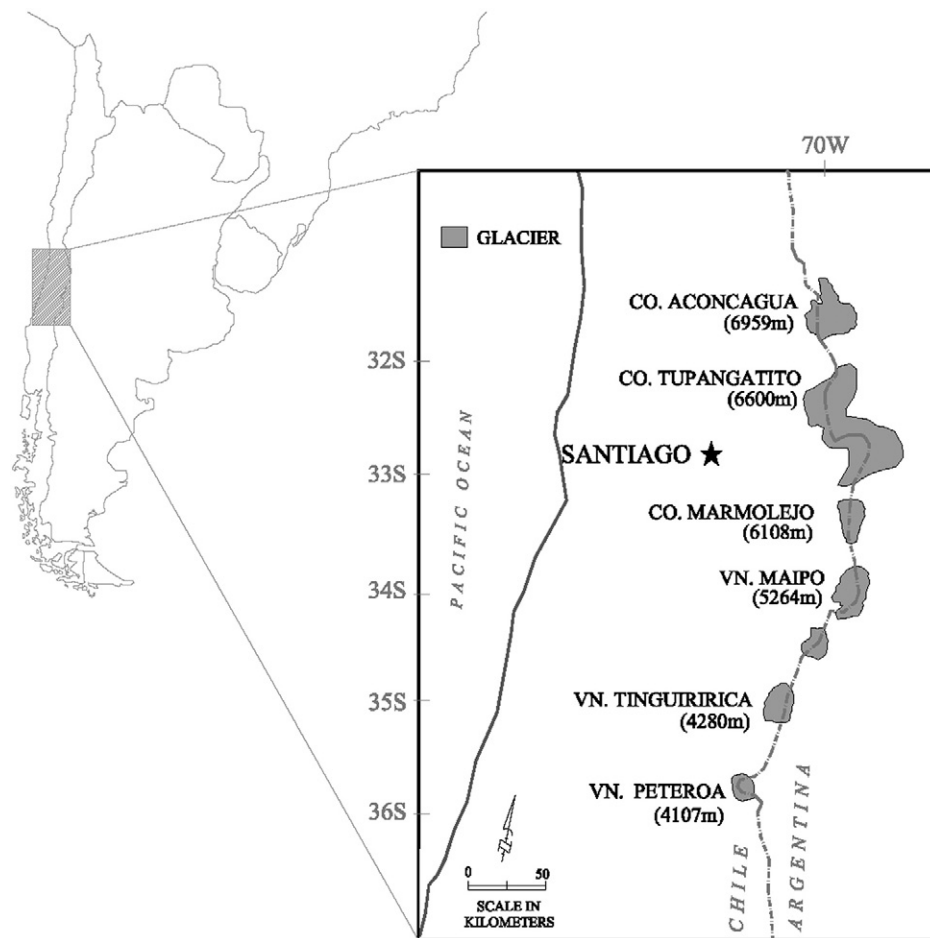 70W
GLACIER
CO. ACONCAGUA
(6959m)
32S
CO. TUPANGATITO
(6600m)
SANTIAGO
33S
CO. MARMOLEJO
(6108m)
PACIFIC OCEAN
VN. MAIPO
(5264m)
34S
35S
VN. TINGUIRIRICA
(4280m)
VN. PETEROA
(4107m)
36S
CHILE
ARGENTINA
0 50
SCALE IN
KILOMETERS